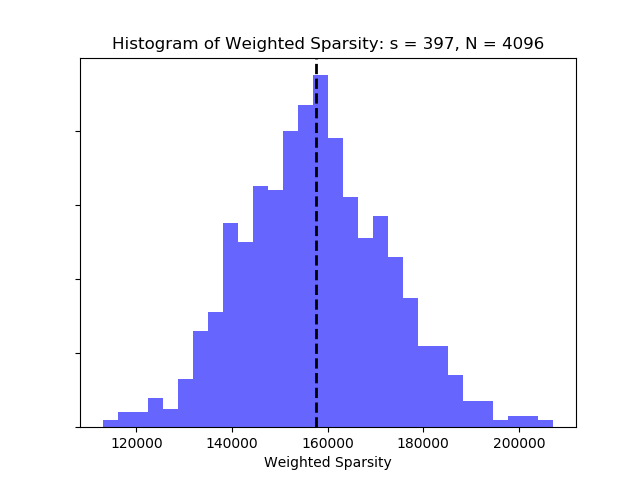 Histogram of Weighted Sparsity: s = 397, N = 4096
120000 140000 160000 180000 200000
Weighted Sparsity